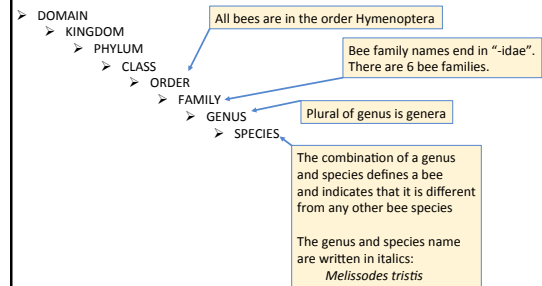 ➢ DOMAIN
➢ KINGDOM
➢ PHYLUM
➢ CLASS
➢ ORDER
➢ FAMILY
➢ GENUS
➢ SPECIES
All bees are in the order Hymenoptera
Bee family names end in “-idae”.
There are 6 bee families.
Plural of genus is genera
The combination of a genus
and species defines a bee
and indicates that it is different
from any other bee species
The genus and species name
are written in italics:
Melissodes tristis